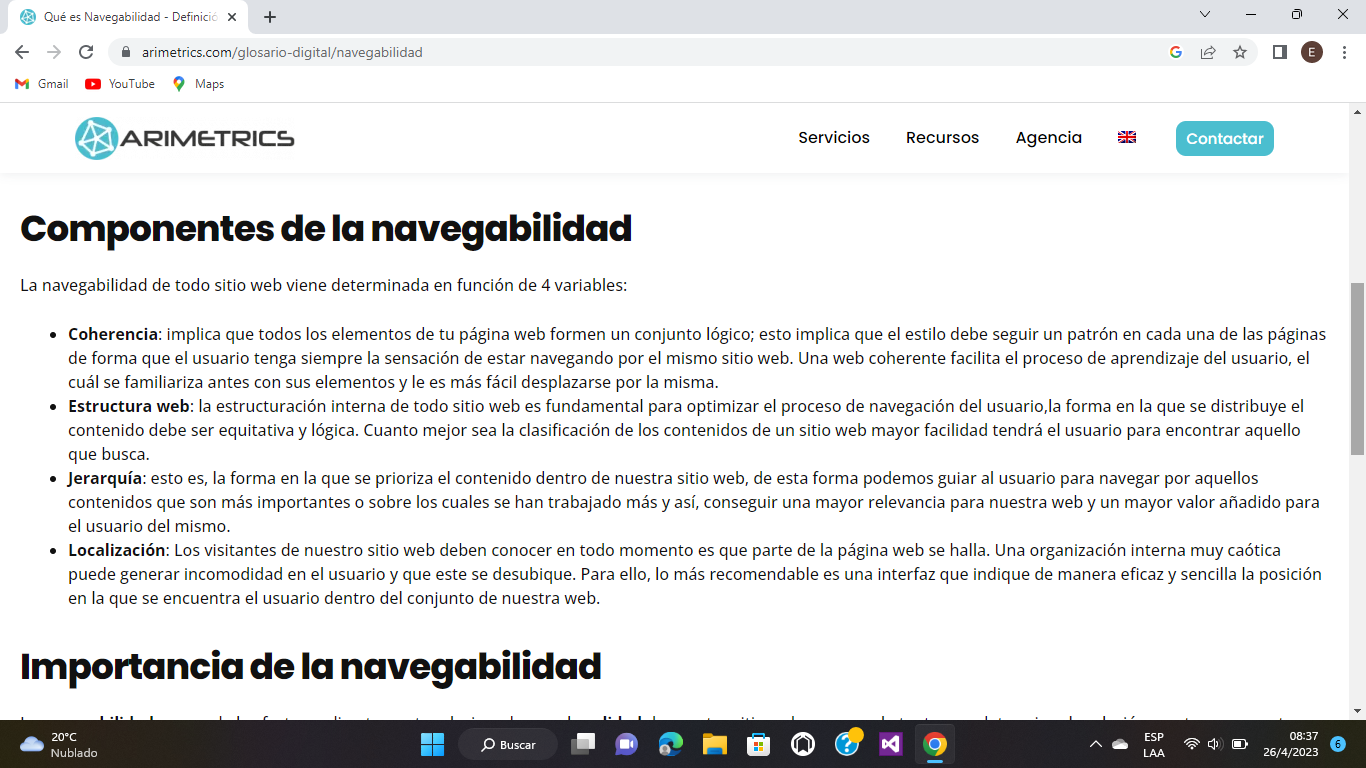 Qué es Navegabilidad - Definició
arimetrics.com/glosario-digital/navegabilidad
E
Gmail
YouTube
Maps
ARIMETRICS
Servicios
Recursos
Agencia
Contactar
Componentes de la navegabilidad
La navegabilidad de todo sitio web viene determinada en función de 4 variables:
Coherencia: implica que todos los elementos de tu página web formen un conjunto lógico; esto implica que el estilo debe seguir un patrón en cada una de las páginas
de forma que el usuario tenga siempre la sensación de estar navegando por el mismo sitio web. Una web coherente facilita el proceso de aprendizaje del usuario, el
cuál se familiariza antes con sus elementos y le es más fácil desplazarse por la misma.
Estructura web: la estructuración interna de todo sitio web es fundamental para optimizar el proceso de navegación del usuario,la forma en la que se distribuye el
contenido debe ser equitativa y lógica. Cuanto mejor sea la clasificación de los contenidos de un sitio web mayor facilidad tendrá el usuario para encontrar aquello
que busca.
Jerarquía: esto es, la forma en la que se prioriza el contenido dentro de nuestra sitio web, de esta forma podemos guiar al usuario para navegar por aquellos
contenidos que son más importantes o sobre los cuales se han trabajado más y así, conseguir una mayor relevancia para nuestra web y un mayor valor añadido para
el usuario del mismo.
Localización: Los visitantes de nuestro sitio web deben conocer en todo momento es que parte de la página web se halla. Una organización interna muy caótica
puede generar incomodidad en el usuario y que este se desubique. Para ello, lo más recomendable es una interfaz que indique de manera eficaz y sencilla la posición
en la que se encuentra el usuario dentro del conjunto de nuestra web.
Importancia de la navegabilidad
20°C
Nublado
Buscar
ESP
LAA
08:37
26/4/2023
6